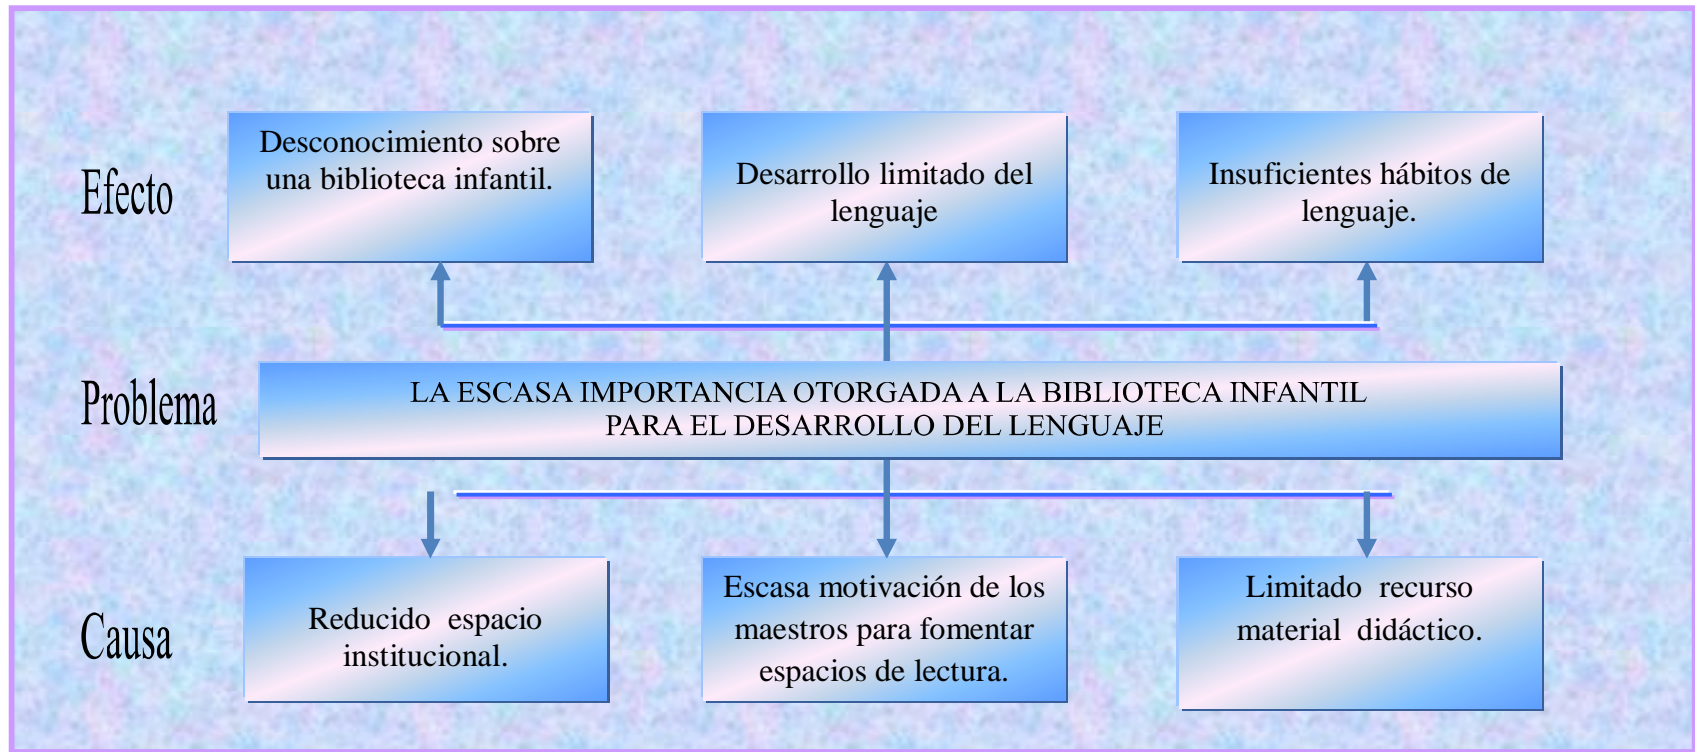 Efecto
Desconocimiento sobre
una biblioteca infantil.
Desarrollo limitado del
lenguaje
Insuficientes hábitos de
lenguaje.
Problema
LA ESCASA IMPORTANCIA OTORGADA A LA BIBLIOTECA INFANTIL
PARA EL DESARROLLO DEL LENGUAJE
Causa
Reducido espacio
institucional.
Escasa motivación de los
maestros para fomentar
espacios de lectura.
Limitado recurso
material didáctico.